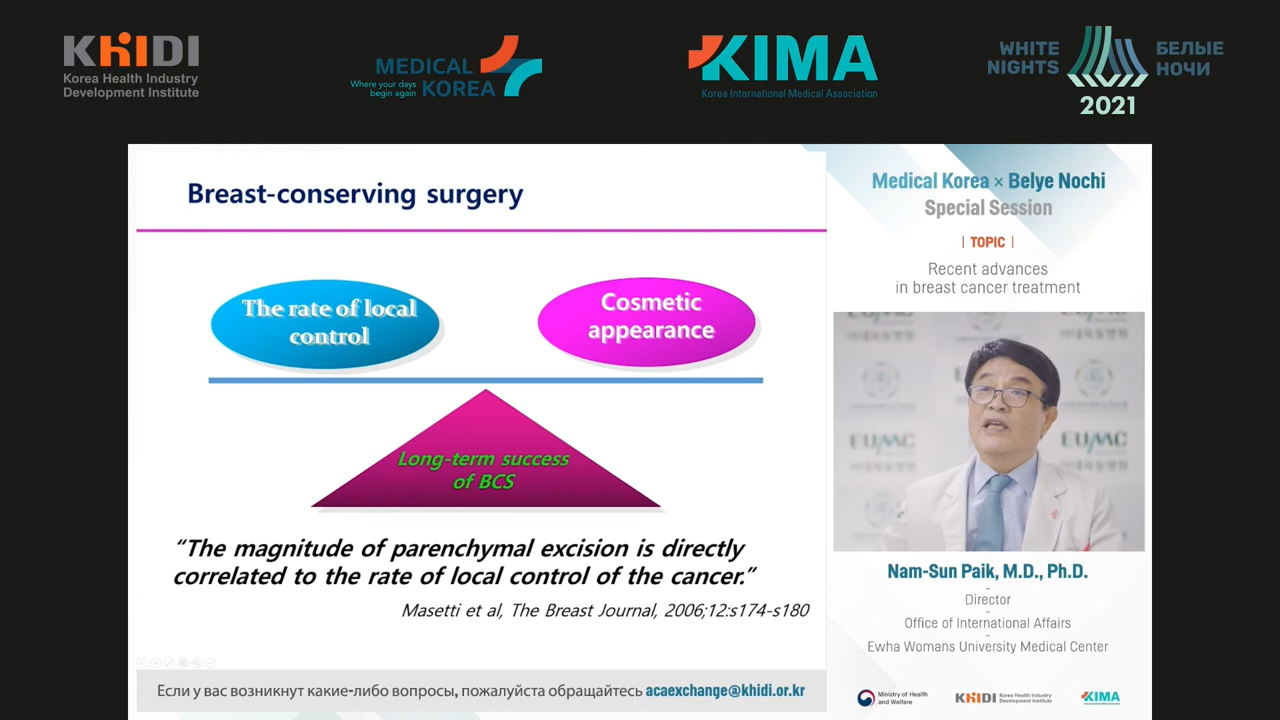 KHIDI
Korea Health Industry
Development Institute
MEDICAL
KOREA
Where your days
begin again
KIMA
Korea International Medical Association
WHITE
NIGHTS
БЕЛЫЕ
НОЧИ
2021
Breast-conserving surgery
The rate of local
control
Cosmetic
appearance
Long-term success
of BCS
“The magnitude of parenchymal excision is directly
correlated to the rate of local control of the cancer.”
Masetti et al, The Breast Journal, 2006;12:s174-s180
Если у вас возникнут какие-либо вопросы, пожалуйста обращайтесь acaexchange@khidi.or.kr
Medical Korea × Belye Nochi
Special Session
| TOPIC |
Recent advances
in breast cancer treatment
EUMC
EUMC
Nam-Sun Paik, M.D., Ph.D.
-
Director
-
Office of International Affairs
-
Ewha Womans University Medical Center
Ministry of Health
and Welfare
KHIDI
Korea Health Industry
Development Institute
KIMA